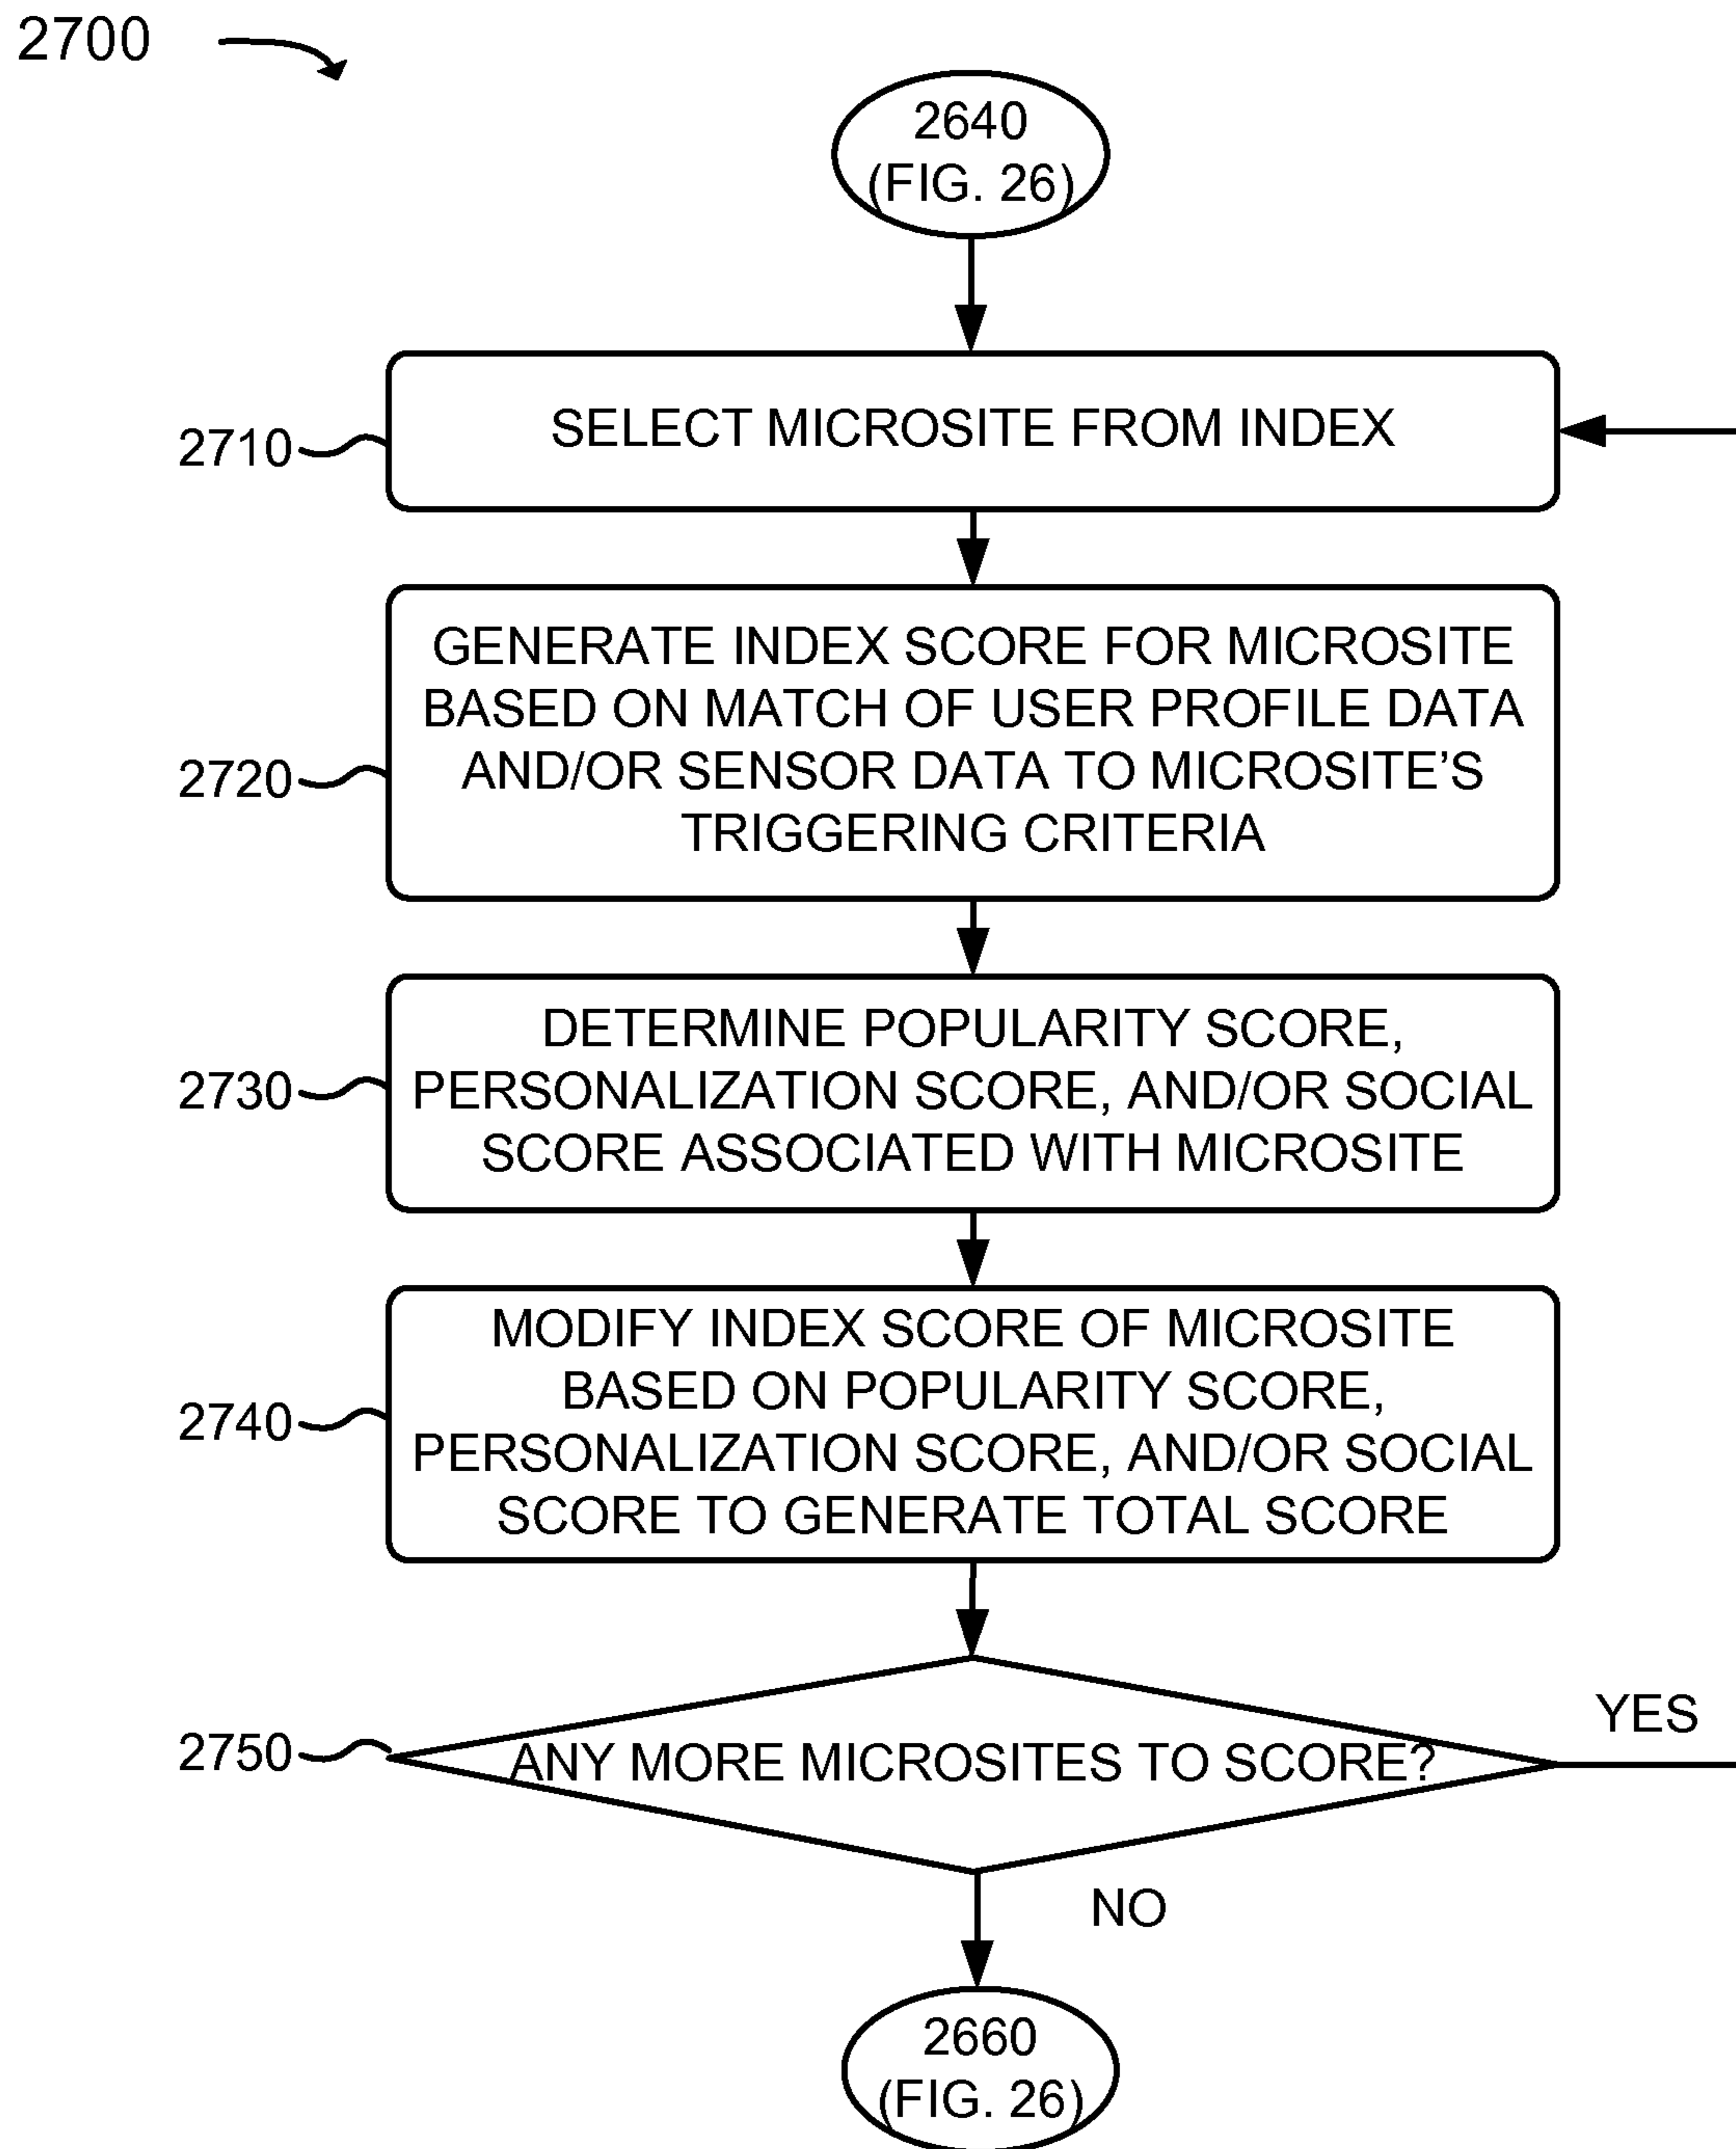 2700
2640
(FIG. 26)
2710
SELECT MICROSITE FROM INDEX
2720
GENERATE INDEX SCORE FOR MICROSITE
BASED ON MATCH OF USER PROFILE DATA
AND/OR SENSOR DATA TO MICROSITE'S
TRIGGERING CRITERIA
2730
DETERMINE POPULARITY SCORE,
PERSONALIZATION SCORE, AND/OR SOCIAL
SCORE ASSOCIATED WITH MICROSITE
2740
MODIFY INDEX SCORE OF MICROSITE
BASED ON POPULARITY SCORE,
PERSONALIZATION SCORE, AND/OR SOCIAL
SCORE TO GENERATE TOTAL SCORE
2750
ANY MORE MICROSITES TO SCORE?
YES
NO
2660
(FIG. 26)